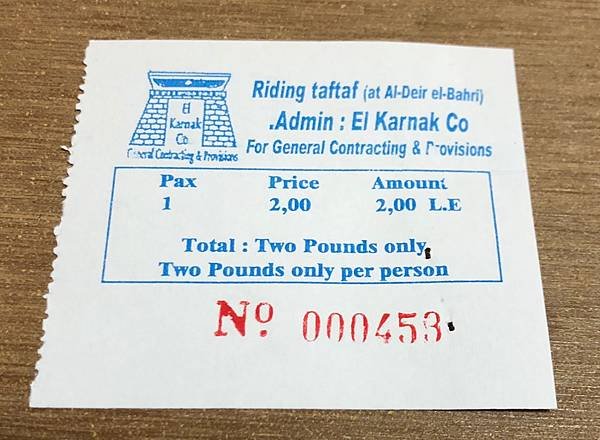 El
Karnak
Co
General Contracting & Provisions
Riding taftaf (at Al-Deir el-Bahri)
.Admin : El Karnak Co
For General Contracting & Provisions
Pax Price Amount
1 2,00 2,00 L.E
Total : Two Pounds only
Two Pounds only per person
Nº 000453